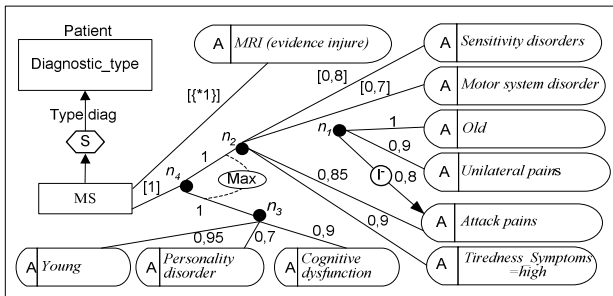 Patient
Diagnostic_type
Type diag
S
MS
[{*1}]
[1]
A MRI (evidence injure)
A Sensitivity disorders
[0,8]
A Motor system disorder
[0,7]
n1
1
A Old
0,9
A Unilateral pains
I-
0,8
A Attack pains
0,85
A Tiredness_Symptoms
=high
0,9
n2
1
n4
Max
1
n3
0,95
0,7
0,9
A Young
A Personality
disorder
A Cognitive
dysfunction